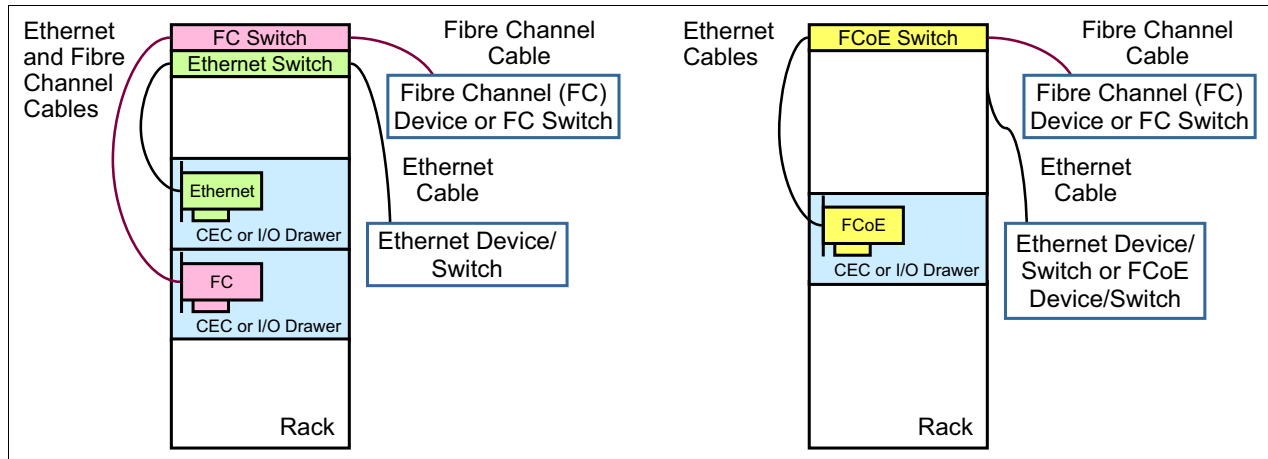 Ethernet
and Fibre
Channel
Cables
FC Switch
Ethernet Switch
Fibre Channel
Cable
Fibre Channel (FC)
Device or FC Switch
Ethernet
Cable
Ethernet Device/
Switch
Ethernet
CEC or I/O Drawer
FC
CEC or I/O Drawer
Rack
Ethernet
Cables
FCoE Switch
Fibre Channel
Cable
Fibre Channel (FC)
Device or FC Switch
Ethernet
Cable
Ethernet Device/
Switch or FCoE
Device/Switch
FCoE
CEC or I/O Drawer
Rack